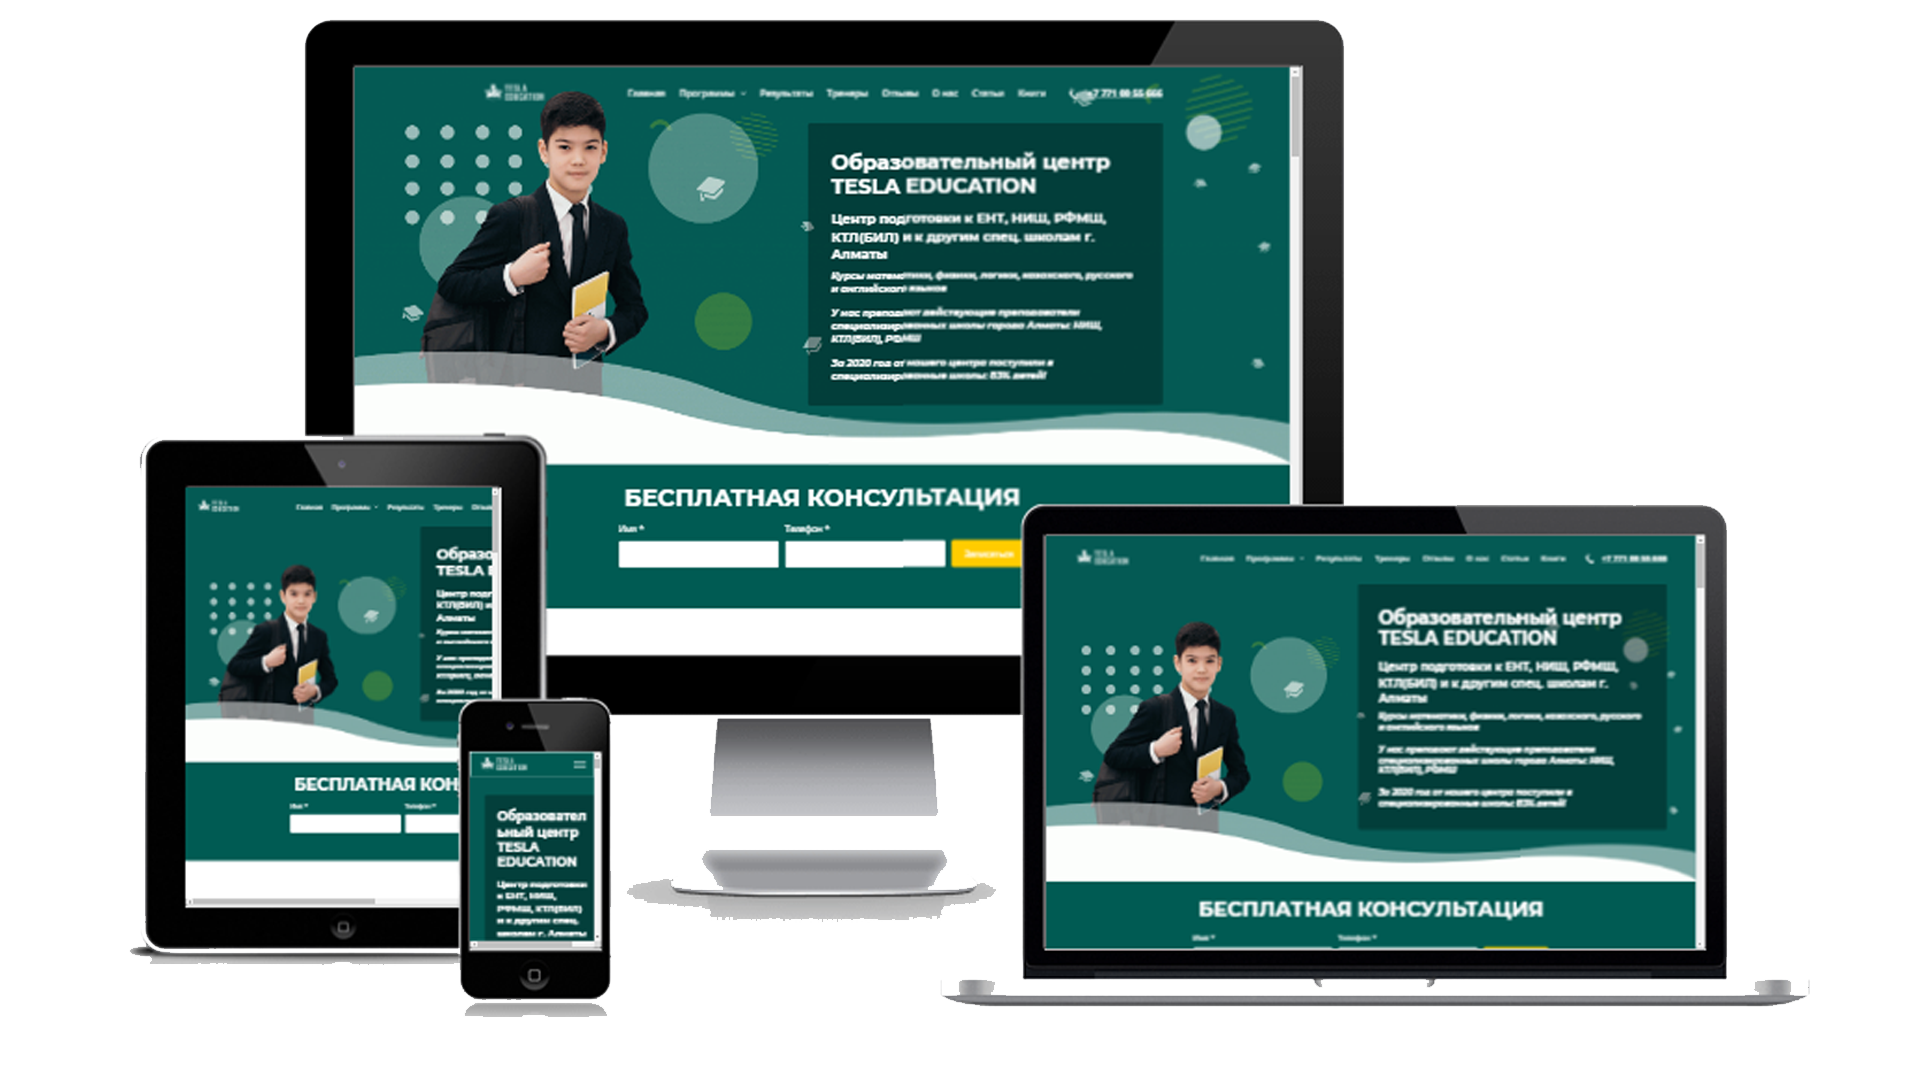 TESLA
EDUCATION
Главная Программы Результаты Тренеры Отзывы О нас Статьи Книги +7 771 08 55 666
Образовательный центр
TESLA EDUCATION
Центр подготовки к ЕНТ, НИШ, РФМШ,
КТЛ(БИЛ) и к другим спец. школам г.
Алматы
Курсы математики, физики, логики, казахского, русского
и английского языков
У нас преподают действующие преподаватели
специализированных школы города Алматы: НИШ,
КТЛ(БИЛ), РФМШ
За 2020 год от нашего центра поступили в
специализированные школы: 83% детей!
БЕСПЛАТНАЯ КОНСУЛЬТАЦИЯ
Имя * Телефон *
Записаться
TESLA
EDUCATION
Главная Программы Результаты Тренеры Отзывы
Образо
TESLA E
Центр подг
КТЛ(БИЛ) и
Алматы
БЕСПЛАТНАЯ КОН
Имя * Телефон *
TESLA
EDUCATION
Образовател
ьный центр
TESLA
EDUCATION
Центр подготовки
к ЕНТ, НИШ,
РФМШ, КТЛ(БИЛ)
и к другим спец.
школам г. Алматы
TESLA
EDUCATION
Главная Программы Результаты Тренеры Отзывы О нас Статьи Книги +7 771 08 55 666
Образовательный центр
TESLA EDUCATION
Центр подготовки к ЕНТ, НИШ, РФМШ,
КТЛ(БИЛ) и к другим спец. школам г.
Алматы
Курсы математики, физики, логики, казахского, русского
и английского языков
У нас преподают действующие преподаватели
специализированных школы города Алматы: НИШ,
КТЛ(БИЛ), РФМШ
За 2020 год от нашего центра поступили в
специализированные школы: 83% детей!
БЕСПЛАТНАЯ КОНСУЛЬТАЦИЯ
Имя * Телефон *